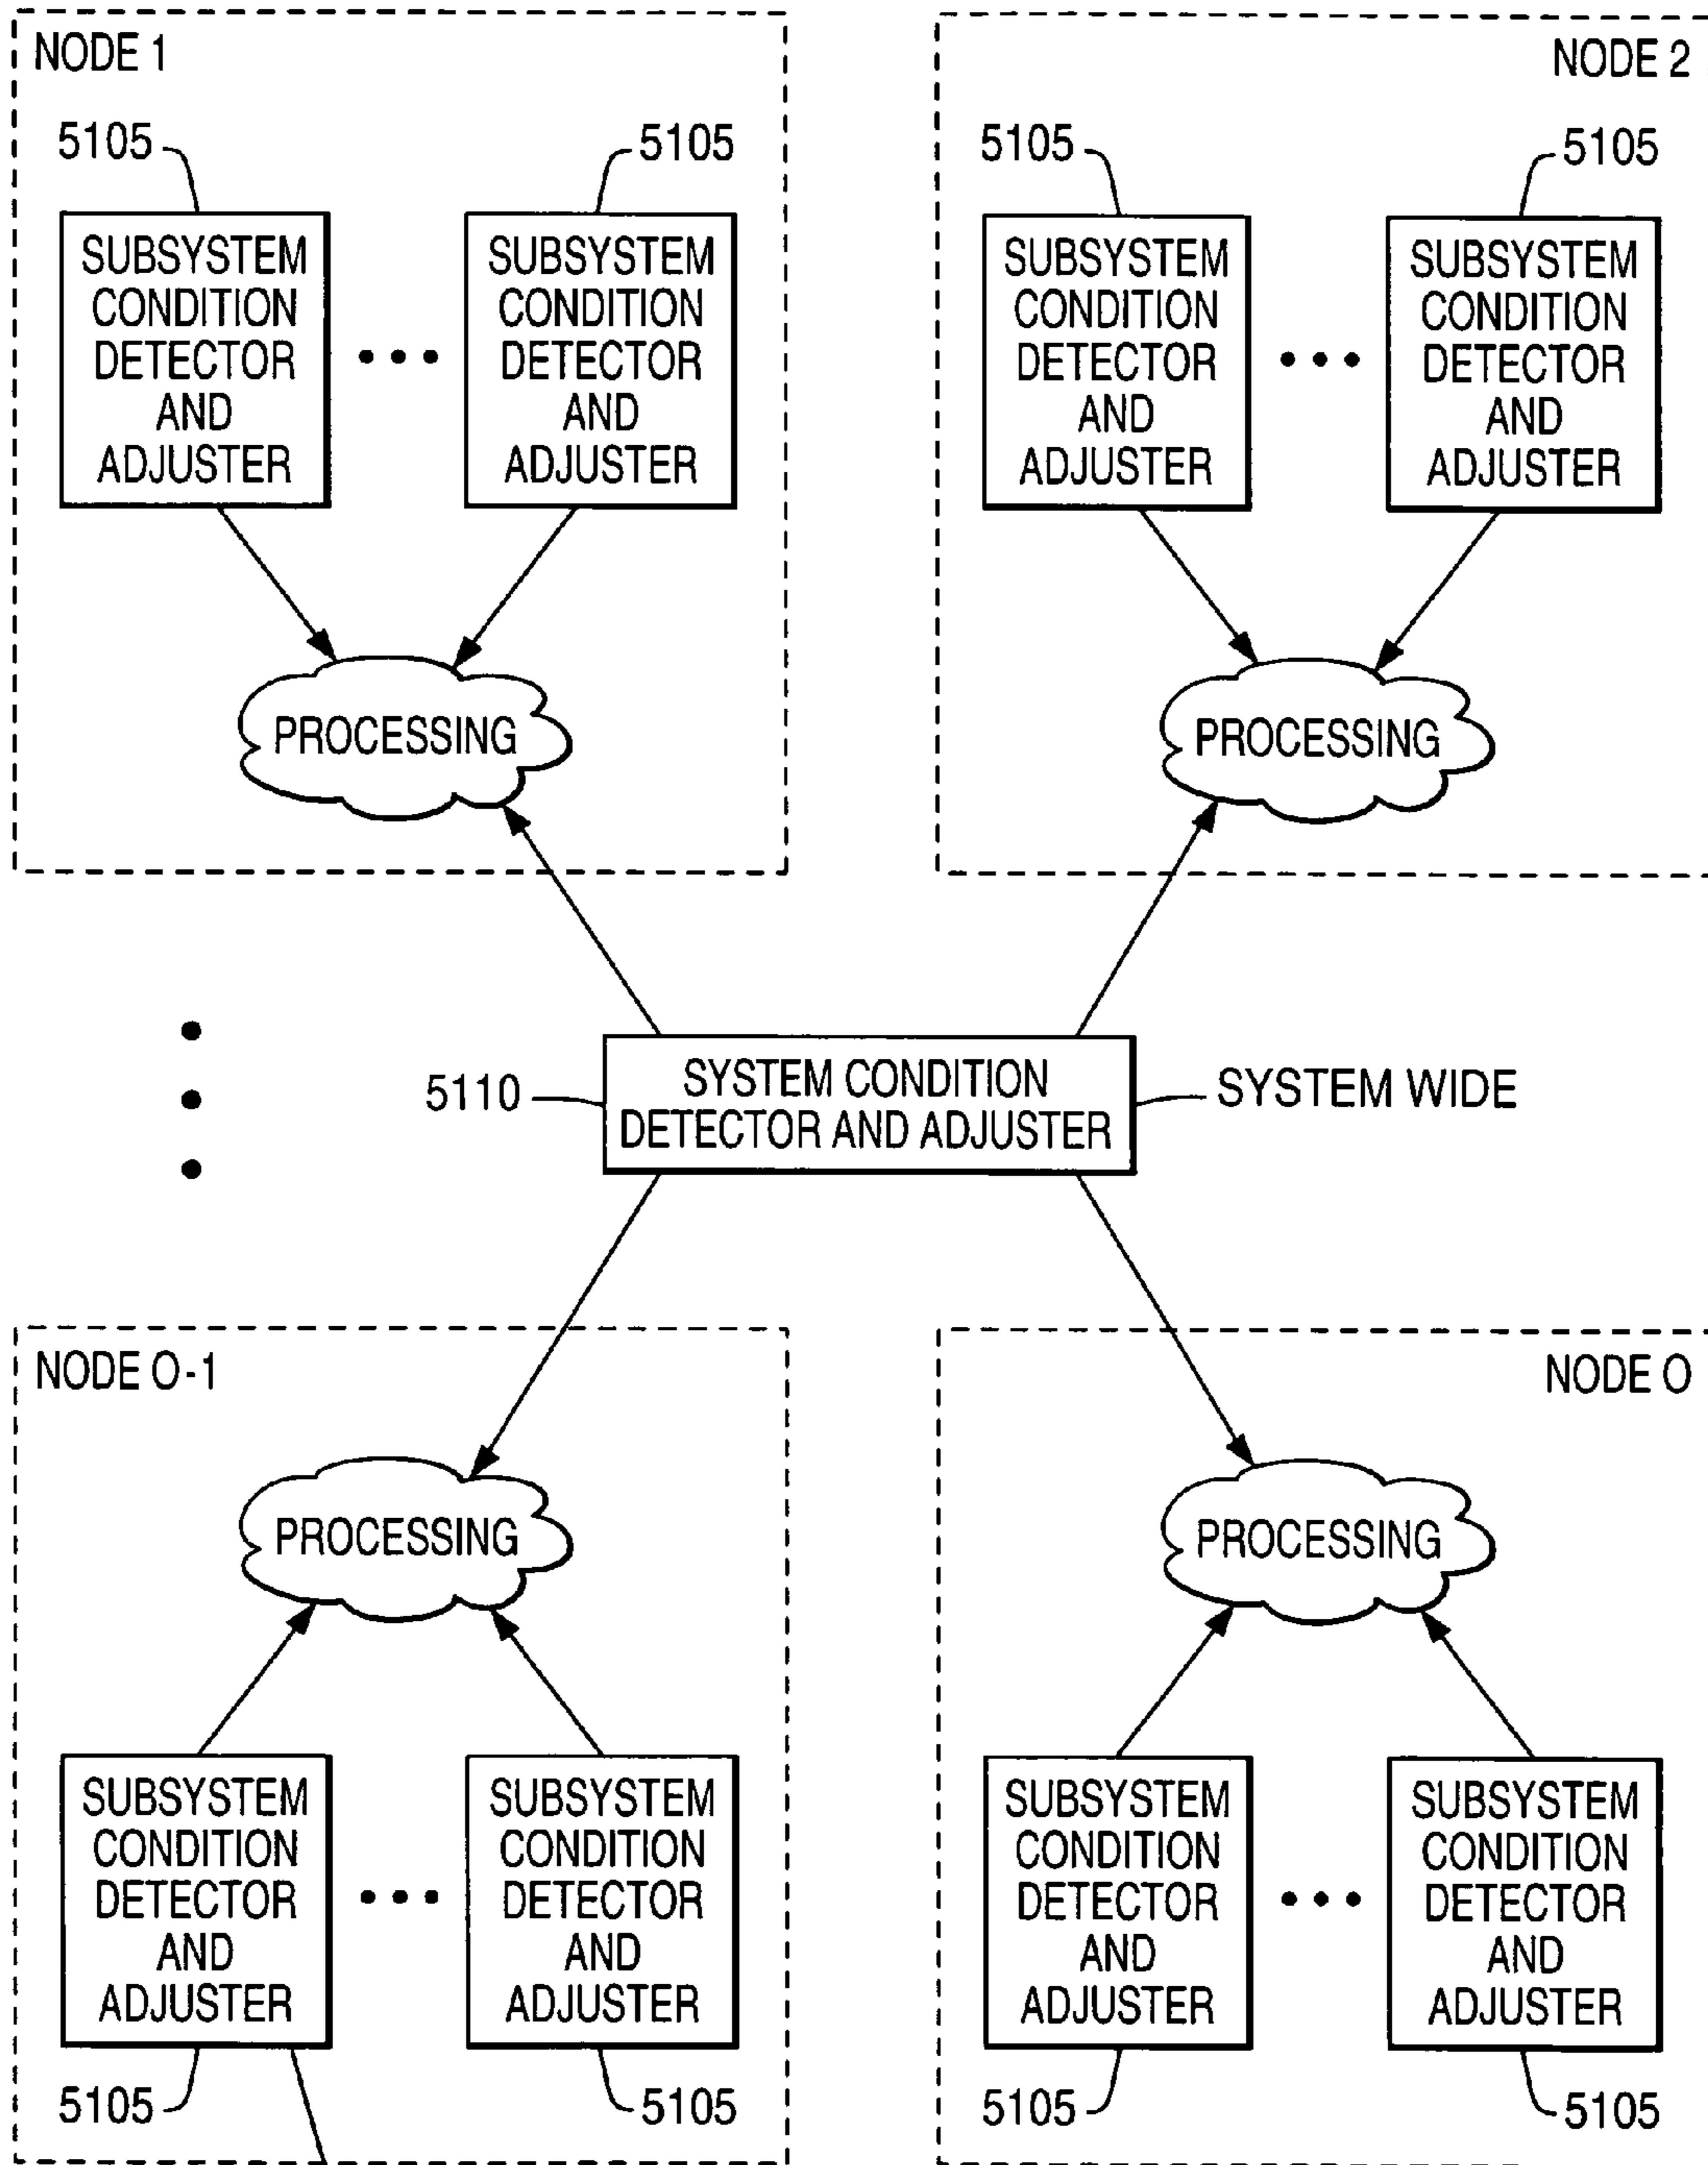 NODE 1
5105
5105
SUBSYSTEM
CONDITION
DETECTOR
AND
ADJUSTER
SUBSYSTEM
CONDITION
DETECTOR
AND
ADJUSTER
PROCESSING
NODE 2
5105
5105
SUBSYSTEM
CONDITION
DETECTOR
AND
ADJUSTER
SUBSYSTEM
CONDITION
DETECTOR
AND
ADJUSTER
PROCESSING
5110
SYSTEM CONDITION
DETECTOR AND ADJUSTER
SYSTEM WIDE
NODE O-1
PROCESSING
SUBSYSTEM
CONDITION
DETECTOR
AND
ADJUSTER
SUBSYSTEM
CONDITION
DETECTOR
AND
ADJUSTER
5105
5105
NODE O
PROCESSING
SUBSYSTEM
CONDITION
DETECTOR
AND
ADJUSTER
SUBSYSTEM
CONDITION
DETECTOR
AND
ADJUSTER
5105
5105